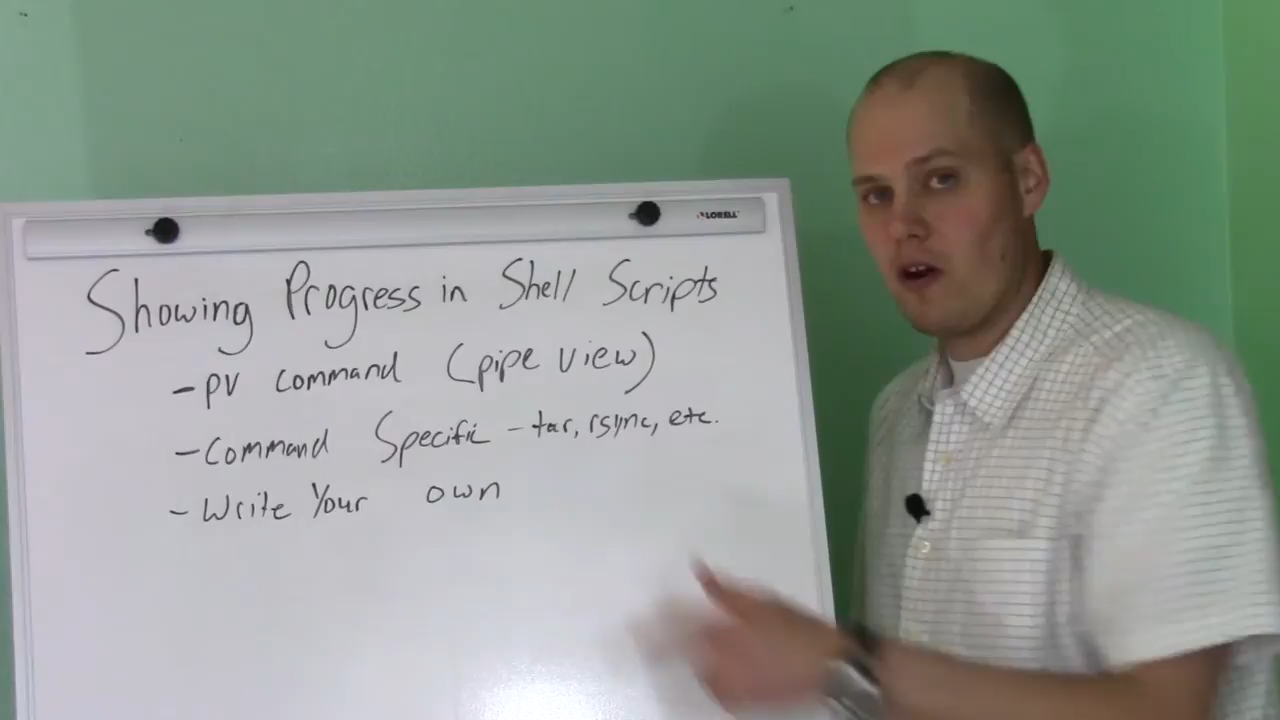 LORELL
Showing Progress in Shell Scripts
- PV command (pipe view)
- Command Specific - tar, rsync, etc.
- Write Your own